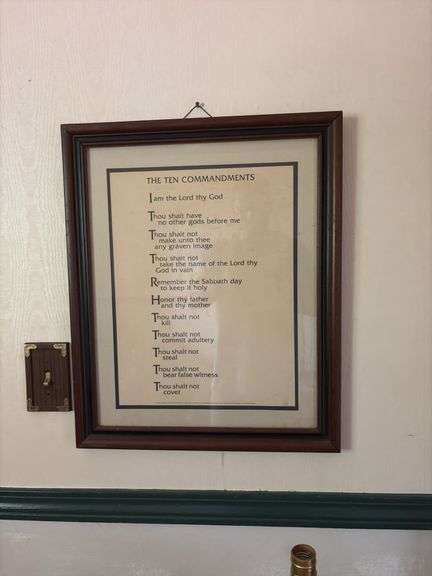 THE TEN COMMANDMENTS
I am the Lord thy God
Thou shalt have
no other gods before me
Thou shalt not
make unto thee
any graven image
Thou shalt not
take the name of the Lord thy
God in vain
Remember the Sabbath day
to keep it holy
Honor thy father
and thy mother
Thou shalt not
kill
Thou shalt not
commit adultery
Thou shalt not
steal
Thou shalt not
bear false witness
Thou shalt not
covet